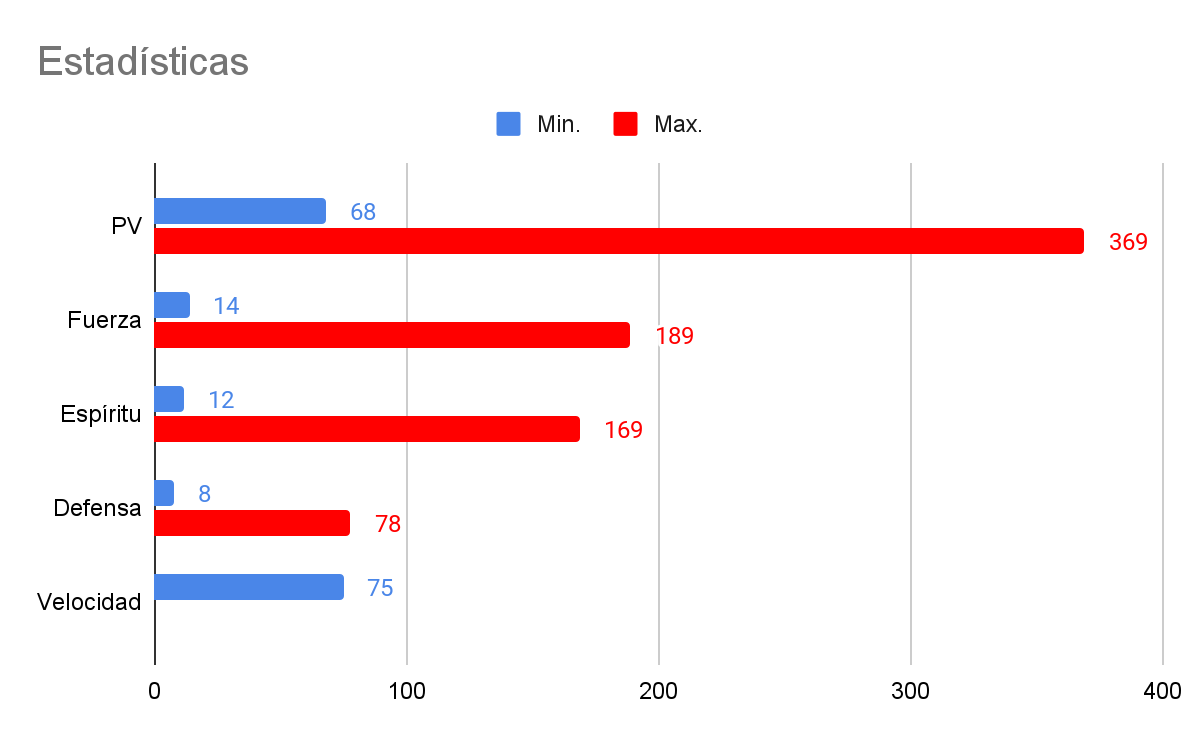 Estadísticas
Min. Max.
PV 68
369
Fuerza 14
189
Espíritu 12
169
Defensa 8
78
Velocidad 75
0 100 200 300 400